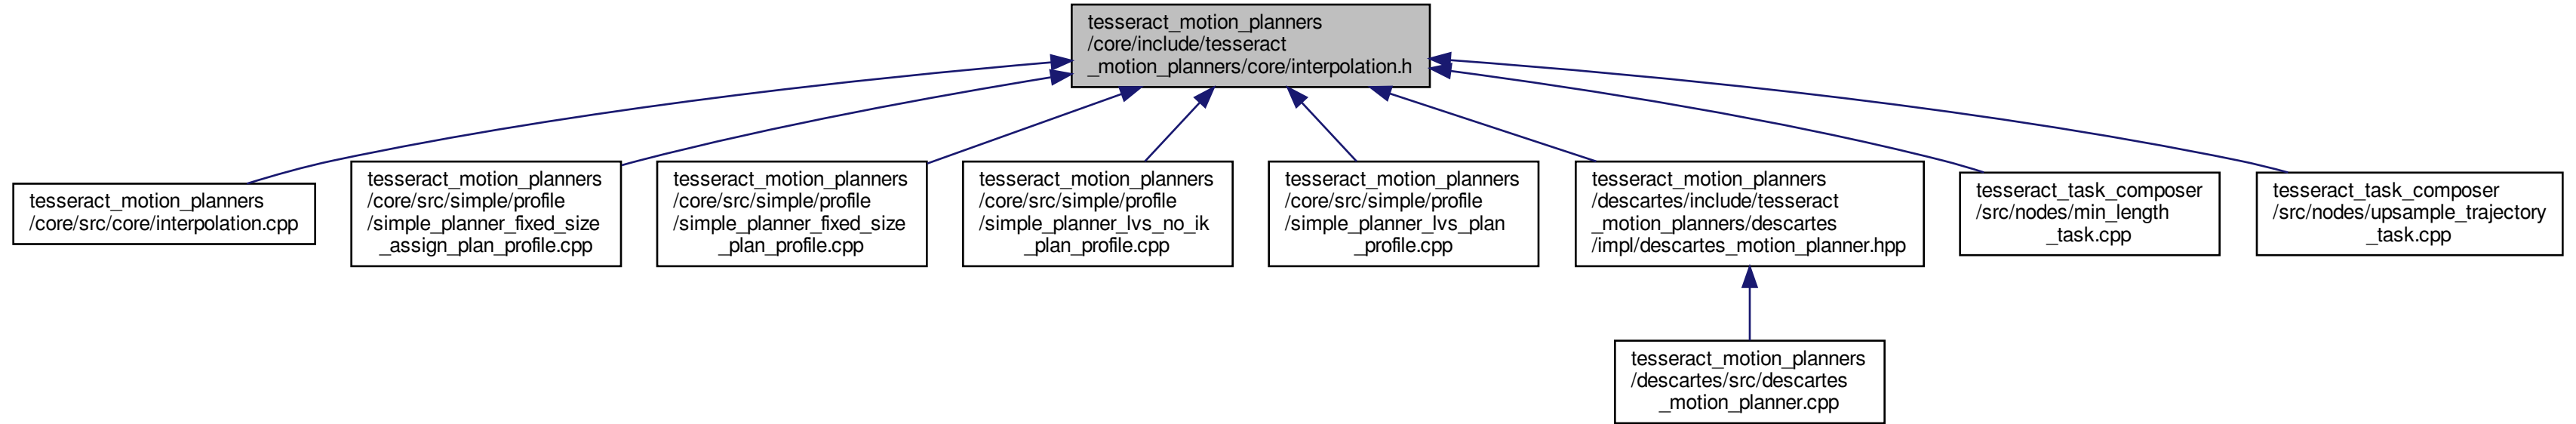 tesseract_motion_planners
/core/include/tesseract
_motion_planners/core/interpolation.h
tesseract_motion_planners
/core/src/core/interpolation.cpp
tesseract_motion_planners
/core/src/simple/profile
/simple_planner_fixed_size
_assign_plan_profile.cpp
tesseract_motion_planners
/core/src/simple/profile
/simple_planner_fixed_size
_plan_profile.cpp
tesseract_motion_planners
/core/src/simple/profile
/simple_planner_lvs_no_ik
_plan_profile.cpp
tesseract_motion_planners
/core/src/simple/profile
/simple_planner_lvs_plan
_profile.cpp
tesseract_motion_planners
/descartes/include/tesseract
_motion_planners/descartes
/impl/descartes_motion_planner.hpp
tesseract_task_composer
/src/nodes/min_length
_task.cpp
tesseract_task_composer
/src/nodes/upsample_trajectory
_task.cpp
tesseract_motion_planners
/descartes/src/descartes
_motion_planner.cpp